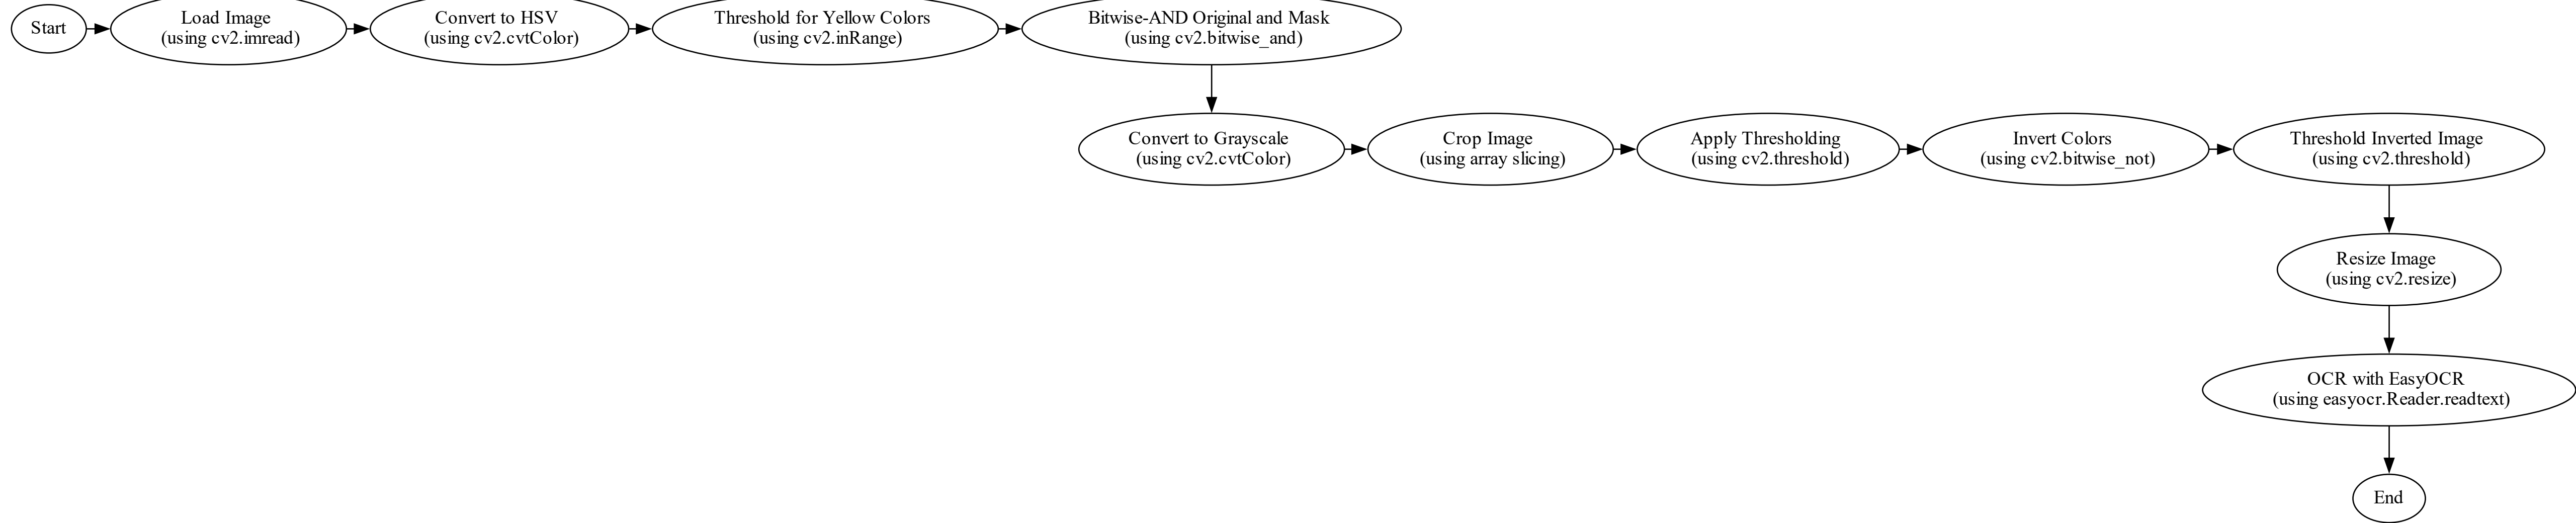 Start
Load Image
(using cv2.imread)
Convert to HSV
(using cv2.cvtColor)
Threshold for Yellow Colors
(using cv2.inRange)
Bitwise-AND Original and Mask
(using cv2.bitwise_and)
Convert to Grayscale
(using cv2.cvtColor)
Crop Image
(using array slicing)
Apply Thresholding
(using cv2.threshold)
Invert Colors
(using cv2.bitwise_not)
Threshold Inverted Image
(using cv2.threshold)
Resize Image
(using cv2.resize)
OCR with EasyOCR
(using easyocr.Reader.readtext)
End